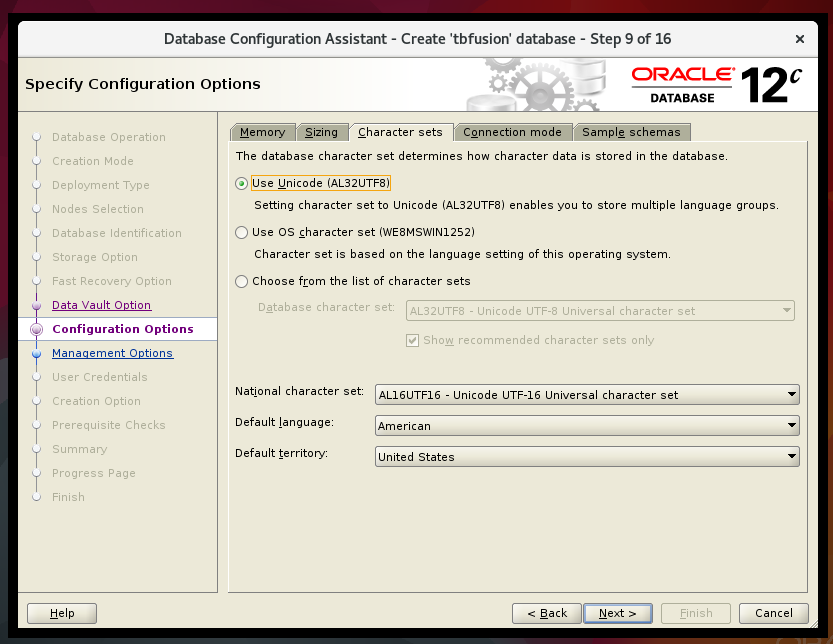 Database Configuration Assistant - Create 'tbfusion' database - Step 9 of 16
×
Specify Configuration Options
ORACLE®
DATABASE
12c
Database Operation
Creation Mode
Deployment Type
Nodes Selection
Database Identification
Storage Option
Fast Recovery Option
Data Vault Option
Configuration Options
Management Options
User Credentials
Creation Option
Prerequisite Checks
Summary
Progress Page
Finish
Memory Sizing Character sets Connection mode Sample schemas
The database character set determines how character data is stored in the database.
Use Unicode (AL32UTF8)
Setting character set to Unicode (AL32UTF8) enables you to store multiple language groups.
Use OS character set (WE8MSWIN1252)
Character set is based on the language setting of this operating system.
Choose from the list of character sets
Database character set: AL32UTF8 - Unicode UTF-8 Universal character set
Show recommended character sets only
National character set: AL16UTF16 - Unicode UTF-16 Universal character set
Default language: American
Default territory: United States
Help < Back Next > Finish Cancel